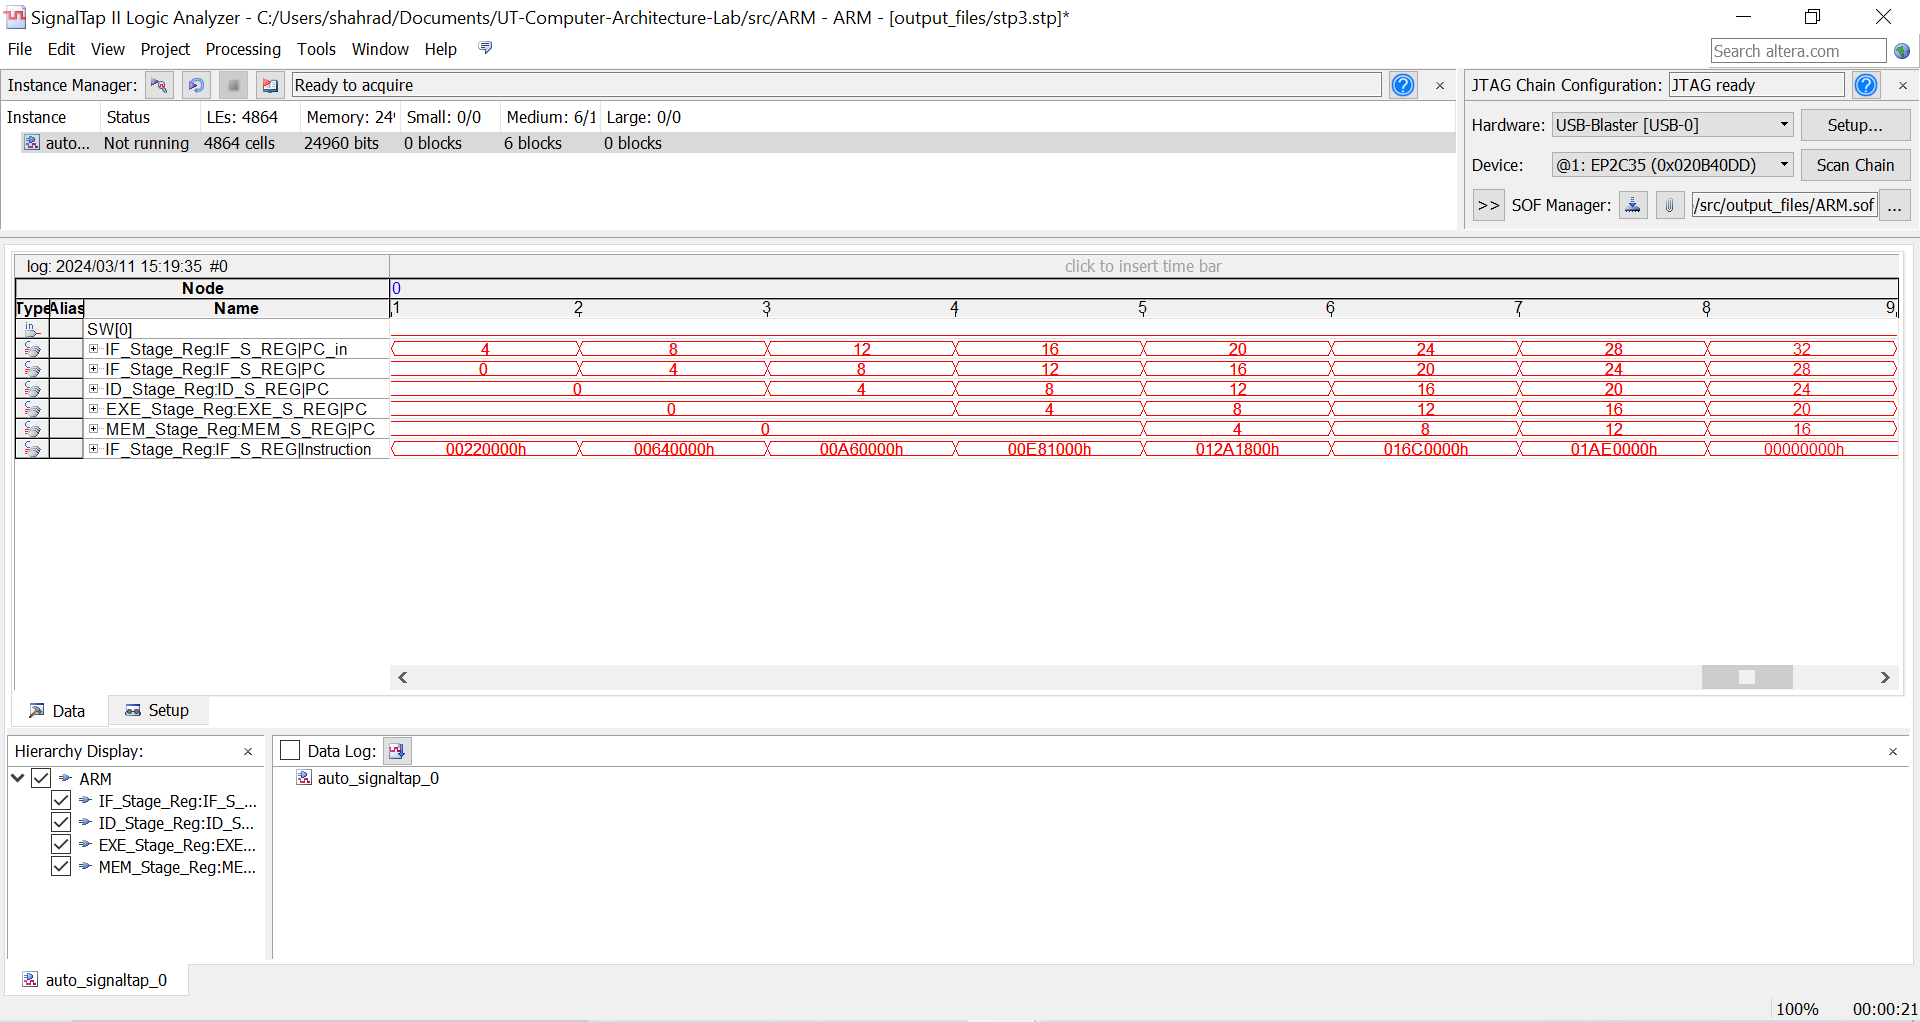 SignalTap II Logic Analyzer - C:/Users/shahrad/Documents/UT-Computer-Architecture-Lab/src/ARM - ARM - [output_files/stp3.stp]*
File Edit View Project Processing Tools Window Help
Search altera.com
Instance Manager: Ready to acquire
Instance Status LEs: 4864 Memory: 24 Small: 0/0 Medium: 6/1 Large: 0/0
auto... Not running 4864 cells 24960 bits 0 blocks 6 blocks 0 blocks
JTAG Chain Configuration: JTAG ready
Hardware: USB-Blaster [USB-0] Setup...
Device: @1: EP2C35 (0x020B40DD) Scan Chain
>> SOF Manager: /src/output_files/ARM.sof ...
log: 2024/03/11 15:19:35 #0 click to insert time bar
Node 0
Type Alias Name 1 2 3 4 5 6 7 8 9
in SW[0]
IF_Stage_Reg:IF_S_REG|PC_in 4 8 12 16 20 24 28 32
IF_Stage_Reg:IF_S_REG|PC 0 4 8 12 16 20 24 28
ID_Stage_Reg:ID_S_REG|PC 0 4 8 12 16 20 24
EXE_Stage_Reg:EXE_S_REG|PC 0 4 8 12 16 20
MEM_Stage_Reg:MEM_S_REG|PC 0 4 8 12 16
IF_Stage_Reg:IF_S_REG|Instruction 00220000h 00640000h 00A60000h 00E81000h 012A1800h 016C0000h 01AE0000h 00000000h
Data Setup
Hierarchy Display:
ARM
IF_Stage_Reg:IF_S_...
ID_Stage_Reg:ID_S...
EXE_Stage_Reg:EXE...
MEM_Stage_Reg:ME...
Data Log:
auto_signaltap_0
auto_signaltap_0
100% 00:00:21